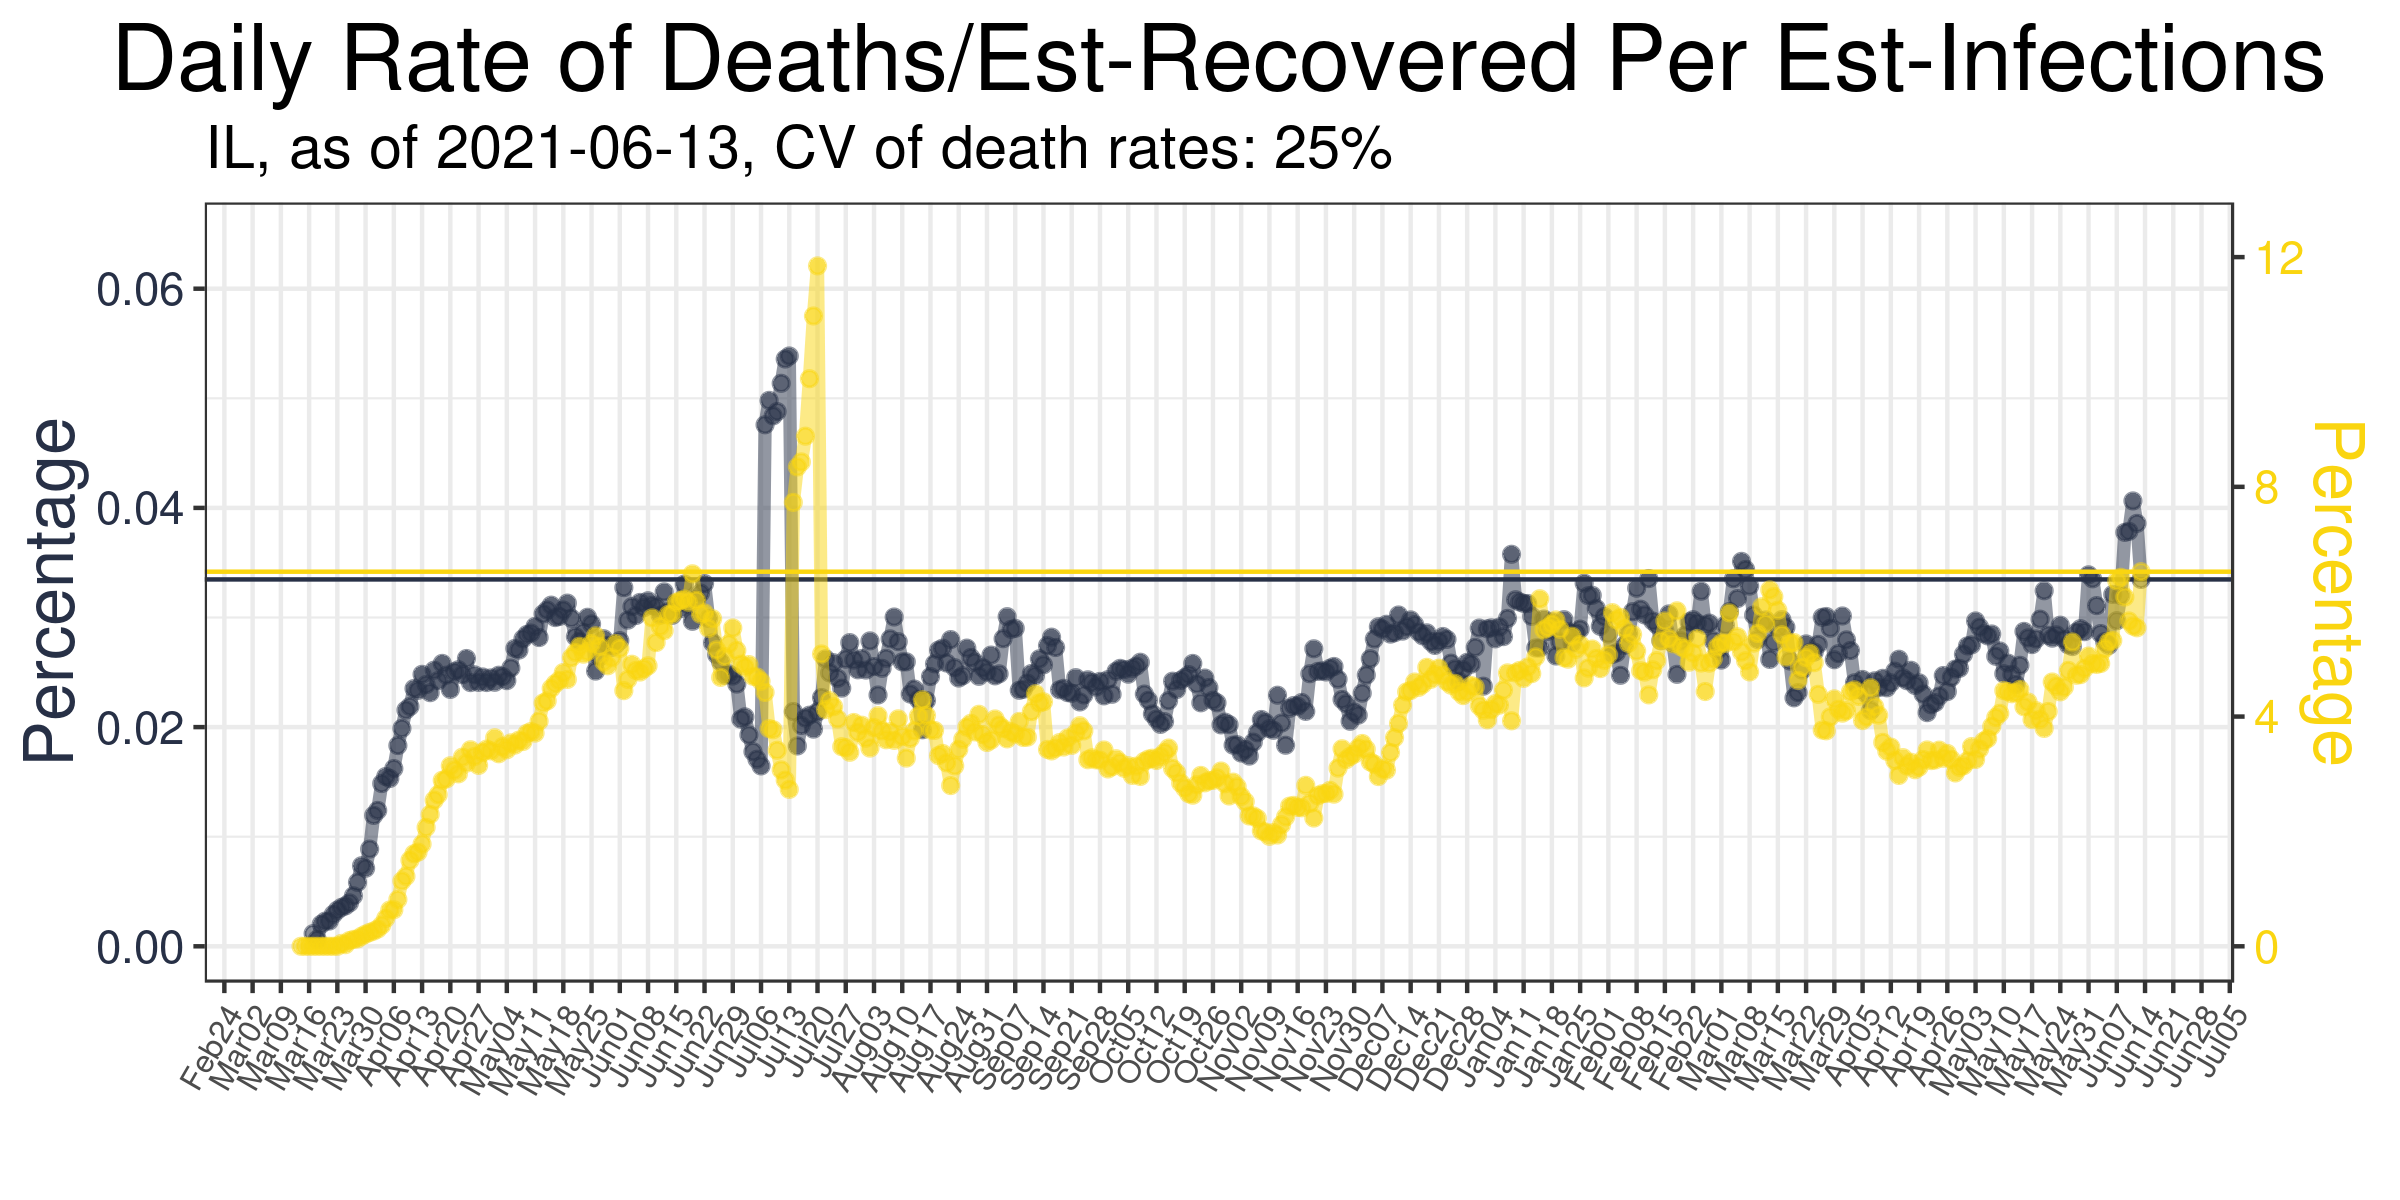 Daily Rate of Deaths/Est-Recovered Per Est-Infections
IL, as of 2021-06-13, CV of death rates: 25%
Percentage
0.06
0.04
0.02
0.00
12
8
4
0
Percentage
Feb24
Mar02
Mar09
Mar16
Mar23
Mar30
Apr06
Apr13
Apr20
Apr27
May04
May11
May18
May25
Jun01
Jun08
Jun15
Jun22
Jun29
Jul06
Jul13
Jul20
Jul27
Aug03
Aug10
Aug17
Aug24
Aug31
Sep07
Sep14
Sep21
Sep28
Oct05
Oct12
Oct19
Oct26
Nov02
Nov09
Nov16
Nov23
Nov30
Dec07
Dec14
Dec21
Dec28
Jan04
Jan11
Jan18
Jan25
Feb01
Feb08
Feb15
Feb22
Mar01
Mar08
Mar15
Mar22
Mar29
Apr05
Apr12
Apr19
Apr26
May03
May10
May17
May24
May31
Jun07
Jun14
Jun21
Jun28
Jul05